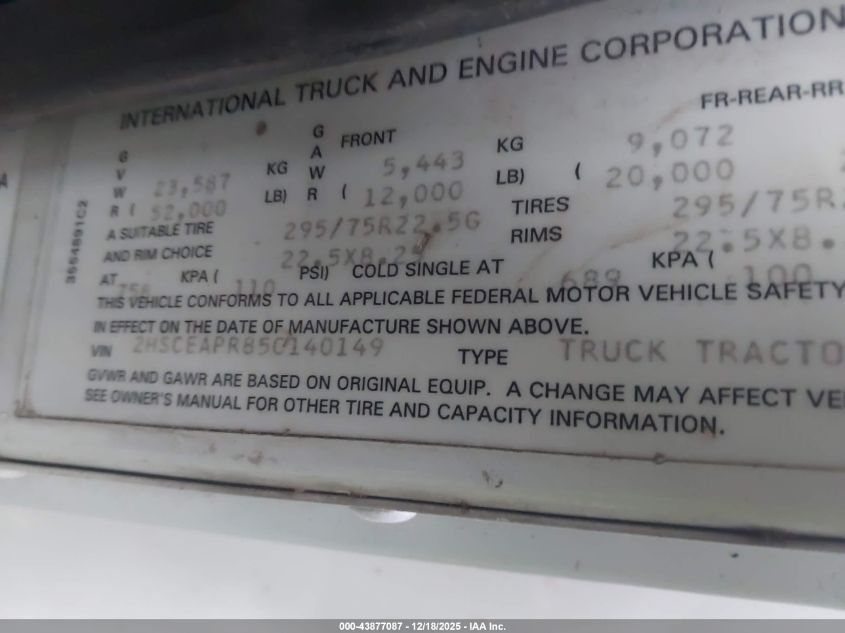 INTERNATIONAL TRUCK AND ENGINE CORPORATION
FR-REAR-RR
GVWR 23,587 KG GAWR FRONT 5,443 KG 9,072
( 52,000 LB) ( 12,000 LB) ( 20,000
A SUITABLE TIRE 295/75R22.5G TIRES 295/75R2
AND RIM CHOICE 22.5X8.25 RIMS 22.5X8.
AT 758 KPA ( 110 PSI) COLD SINGLE AT 689 KPA ( 100
THIS VEHICLE CONFORMS TO ALL APPLICABLE FEDERAL MOTOR VEHICLE SAFETY
IN EFFECT ON THE DATE OF MANUFACTURE SHOWN ABOVE.
VIN 2HSCEAPR85C140149 TYPE TRUCK TRACTO
GVWR AND GAWR ARE BASED ON ORIGINAL EQUIP. A CHANGE MAY AFFECT VE
SEE OWNER'S MANUAL FOR OTHER TIRE AND CAPACITY INFORMATION.
000-43877087 - 12/18/2025 - IAA Inc.